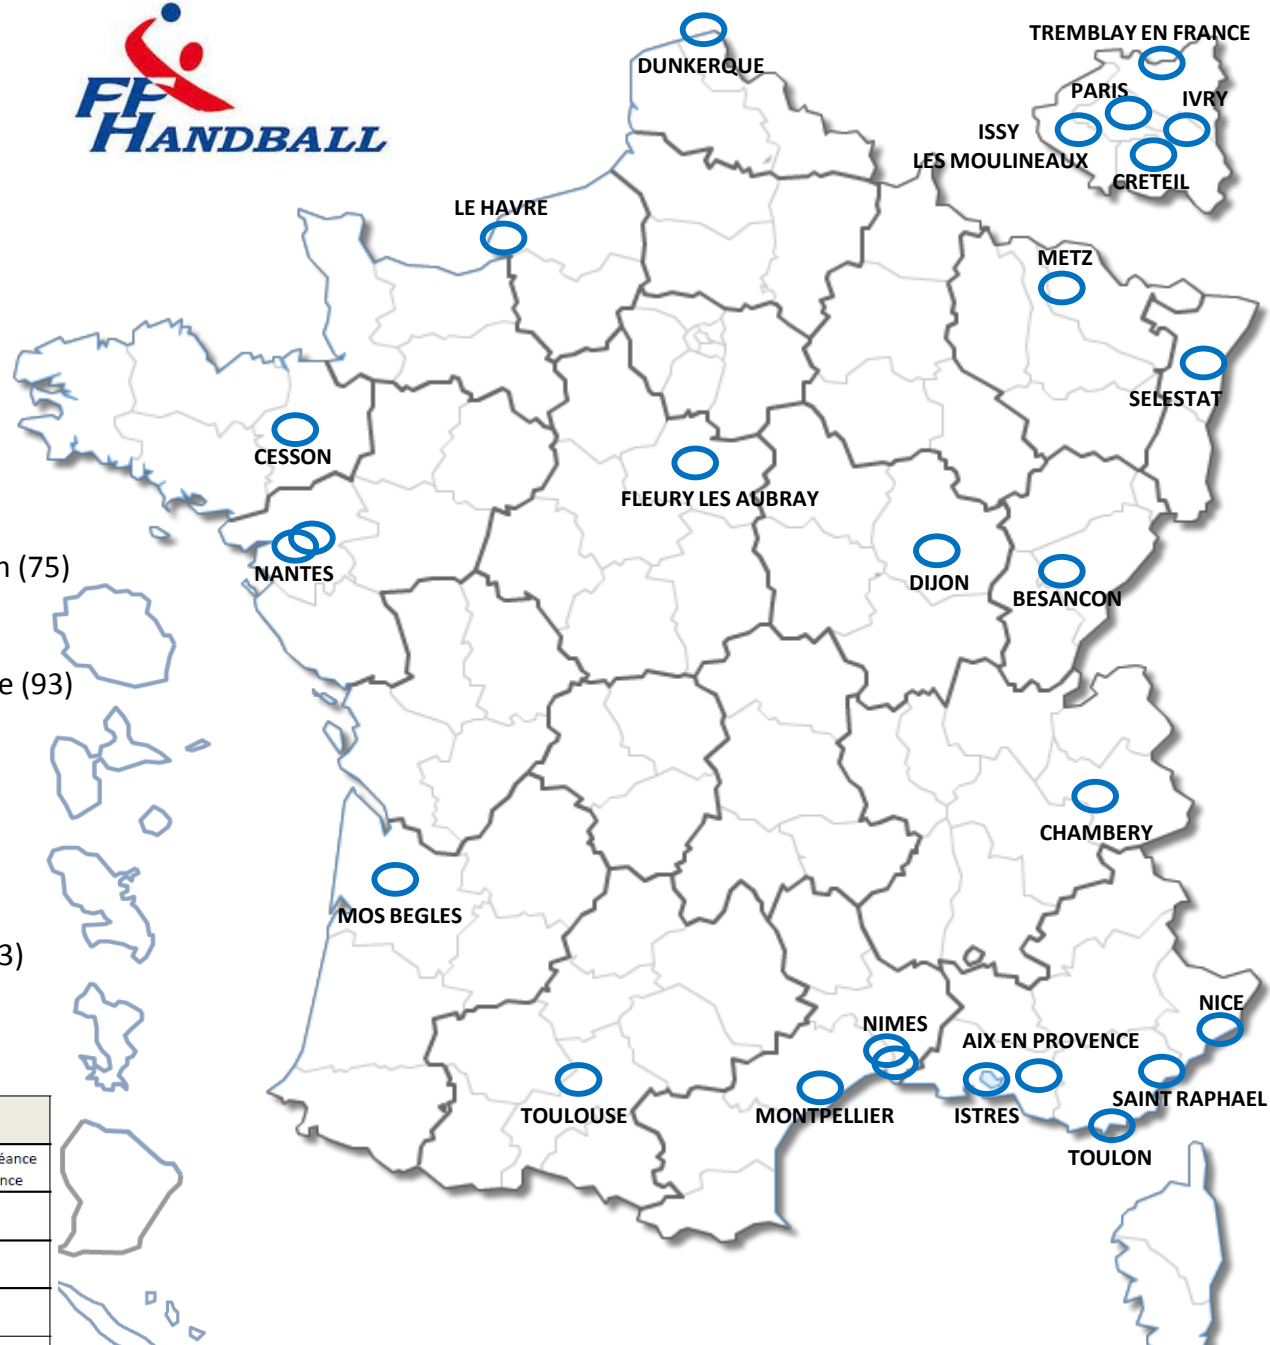 FF
HANDBALL
DUNKERQUE
TREMBLAY EN FRANCE
PARIS
IVRY
ISSY
LES MOULINEAUX
CRETEIL
LE HAVRE
METZ
SELESTAT
CESSON
FLEURY LES AUBRAY
NANTES
DIJON
BESANCON
(75)
(93)
CHAMBERY
MOS BEGLES
3)
NICE
NIMES
AIX EN PROVENCE
TOULOUSE
MONTPELLIER
ISTRES
SAINT RAPHAEL
TOULON